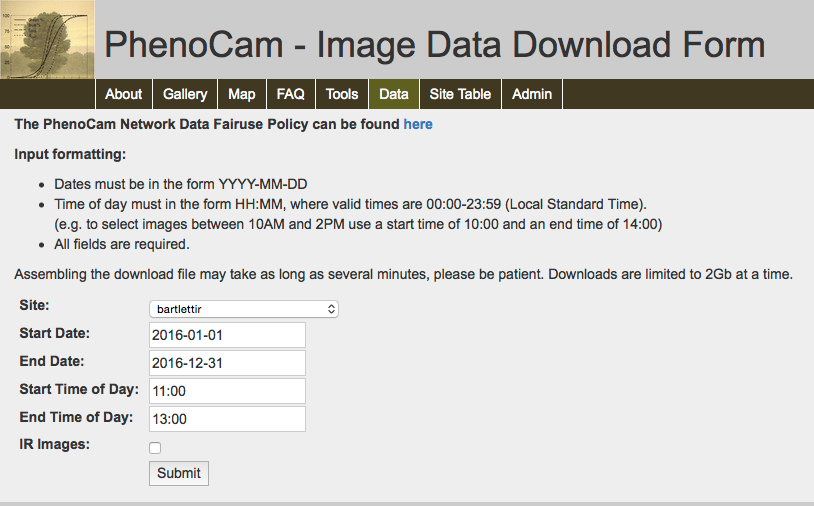 PhenoCam - Image Data Download Form
About Gallery Map FAQ Tools Data Site Table Admin
The PhenoCam Network Data Fairuse Policy can be found here
Input formatting:
• Dates must be in the form YYYY-MM-DD
• Time of day must in the form HH:MM, where valid times are 00:00-23:59 (Local Standard Time).
(e.g. to select images between 10AM and 2PM use a start time of 10:00 and an end time of 14:00)
• All fields are required.
Assembling the download file may take as long as several minutes, please be patient. Downloads are limited to 2Gb at a time.
Site: bartlettir
Start Date: 2016-01-01
End Date: 2016-12-31
Start Time of Day: 11:00
End Time of Day: 13:00
IR Images:
Submit